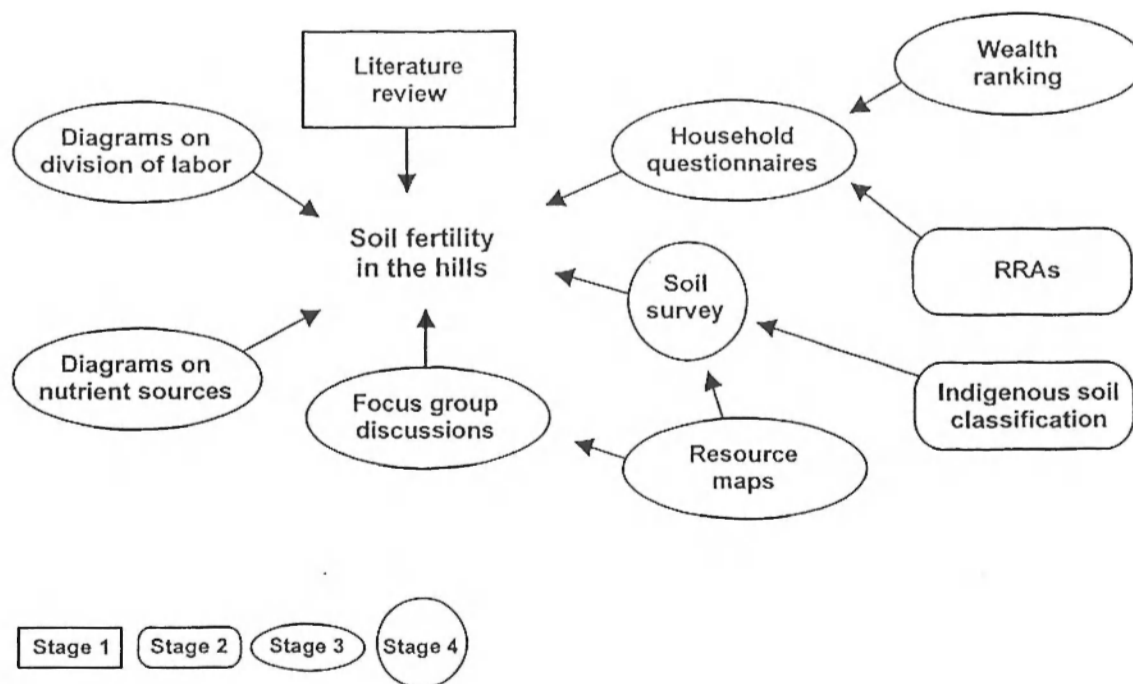 Wealth
ranking
Literature
review
Diagrams on
division of labor
Household
questionnaires
Soil fertility
in the hills
RRAs
Soil
survey
Diagrams on
nutrient sources
Focus group
discussions
Indigenous soil
classification
Resource
maps
Stage 1
Stage 2
Stage 3
Stage 4